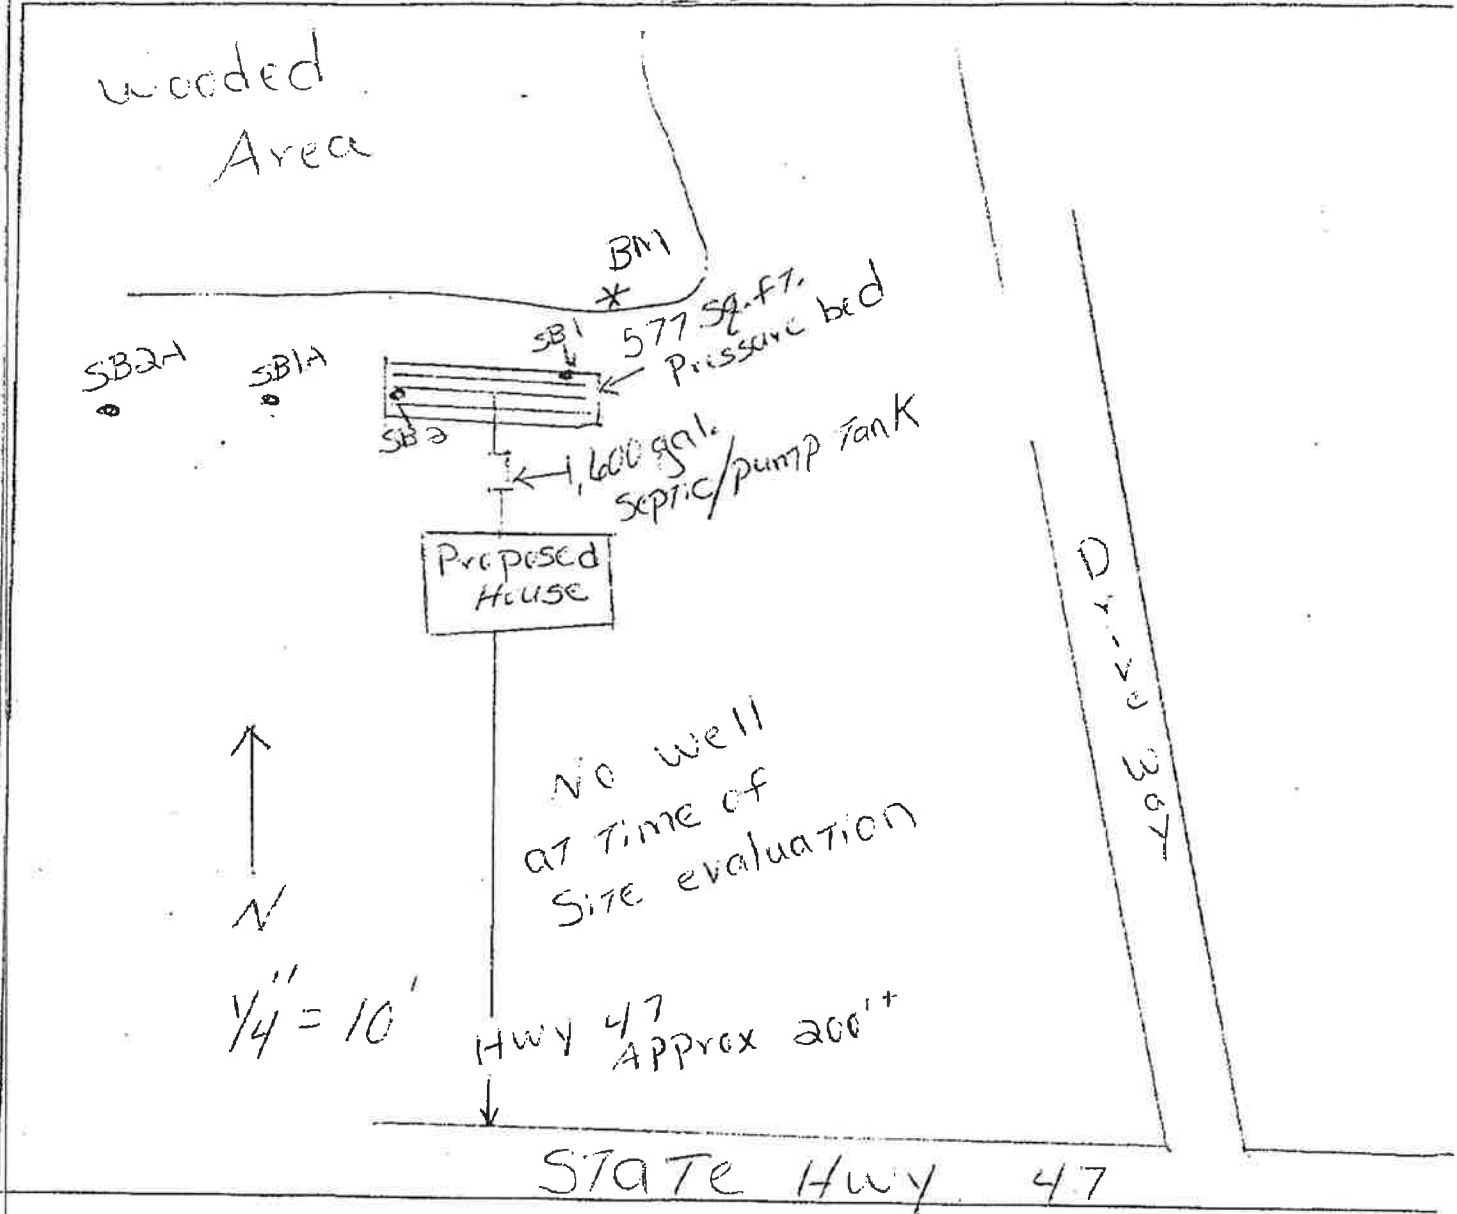 Wooded
Area
BM
*
SB1
577 Sq.ft.
Pressure bed
SB2A
SB1A
SB2
1,600 gal.
Septic/pump Tank
Proposed
House
Drive way
No well
at Time of
Site evaluation
N
1/4" = 10'
Hwy 47
Approx 200'+
State Hwy 47